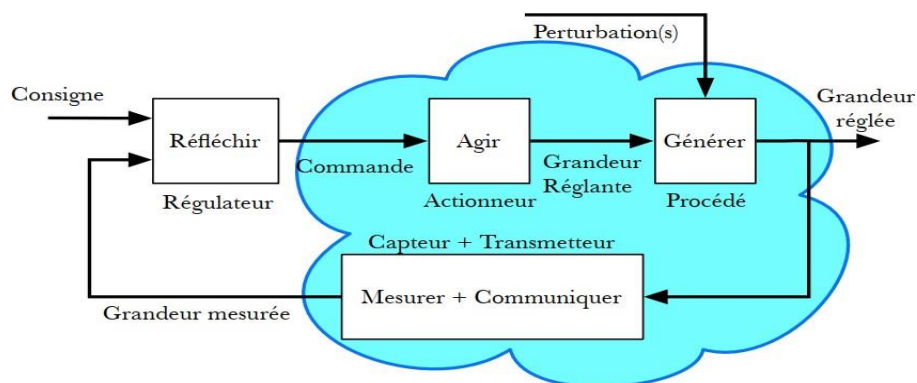 Perturbation(s)
Consigne
Grandeur
réglée
Réfléchir
Agir
Générer
Commande
Grandeur
Réglante
Régulateur
Actionneur
Procédé
Capteur + Transmetteur
Mesurer + Communiquer
Grandeur mesurée